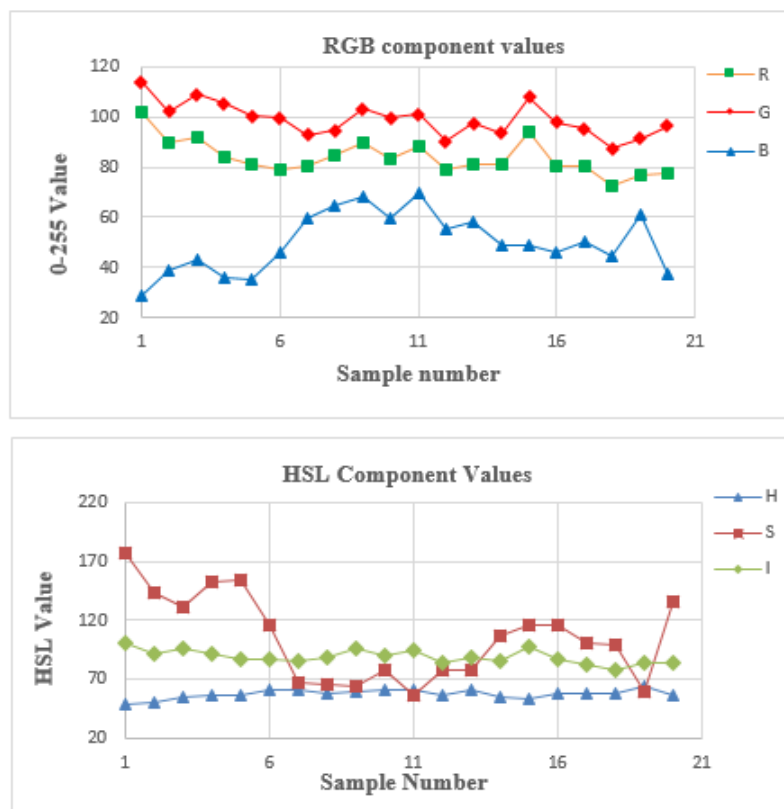 RGB component values
120
100
80
60
40
20
0-255 Value
1 6 11 16 21
Sample number
R
G
B
HSL Component Values
220
170
120
70
20
HSL Value
1 6 11 16 21
Sample Number
H
S
I